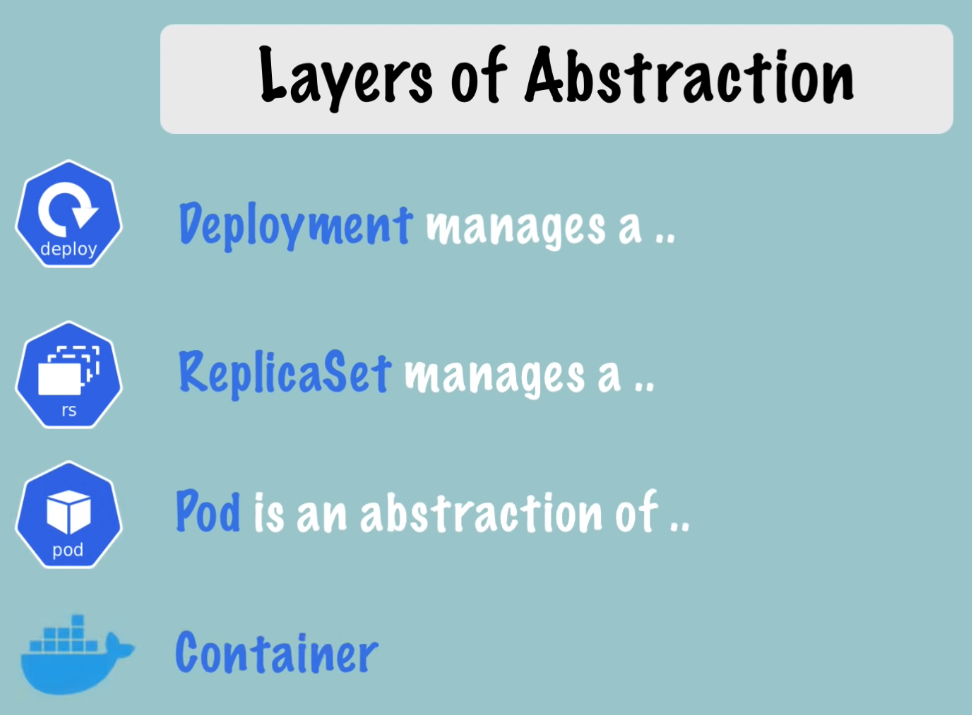 Layers of Abstraction
deploy
Deployment manages a ..
rs
ReplicaSet manages a ..
pod
Pod is an abstraction of ..
Container